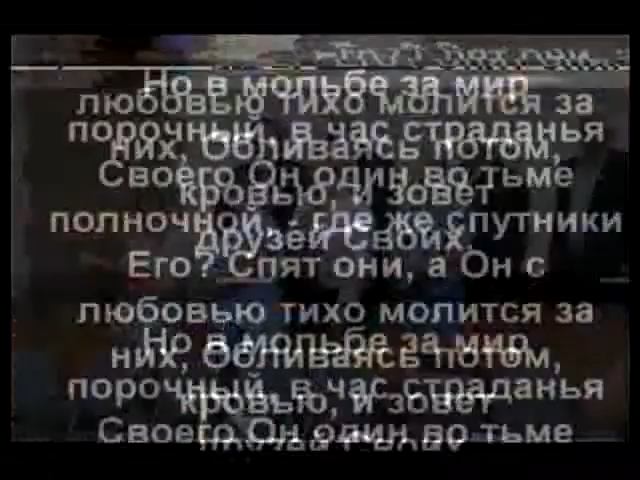 Но в мольбе за мир
любовью тихо молится за
порочный, в час страданья
них, Обливаясь потом,
Своего Он один во тьме
кровью, и зовет
полночной, - где же спутники
друзей Своих.
Его? Спят они, а Он с
любовью тихо молится за
Но в мольбе за мир
них, Обливаясь потом,
порочный, в час страданья
кровью, и зовет
Своего Он один во тьме